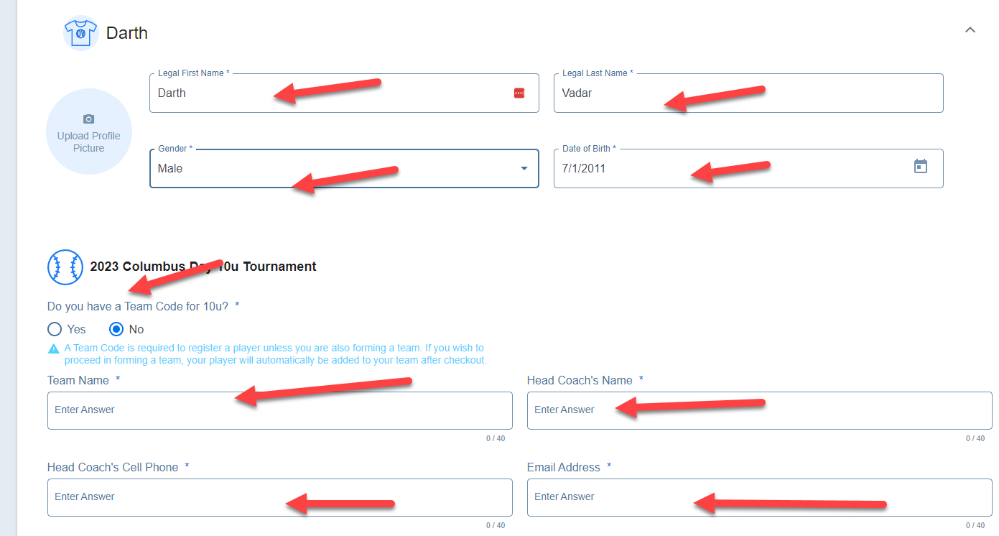 Darth
Legal First Name *
Legal Last Name *
Darth
Vadar
Upload Profile
Picture
Gender *
Date of Birth *
Male
7/1/2011
2023 Columbus Day 10u Tournament
Do you have a Team Code for 10u? *
Yes
No
A Team Code is required to register a player unless you are also forming a team. If you wish to
proceed in forming a team, your player will automatically be added to your team after checkout.
Team Name *
Head Coach's Name *
Enter Answer
Enter Answer
0 / 40
0 / 40
Head Coach's Cell Phone *
Email Address *
Enter Answer
Enter Answer
0 / 40
0 / 40